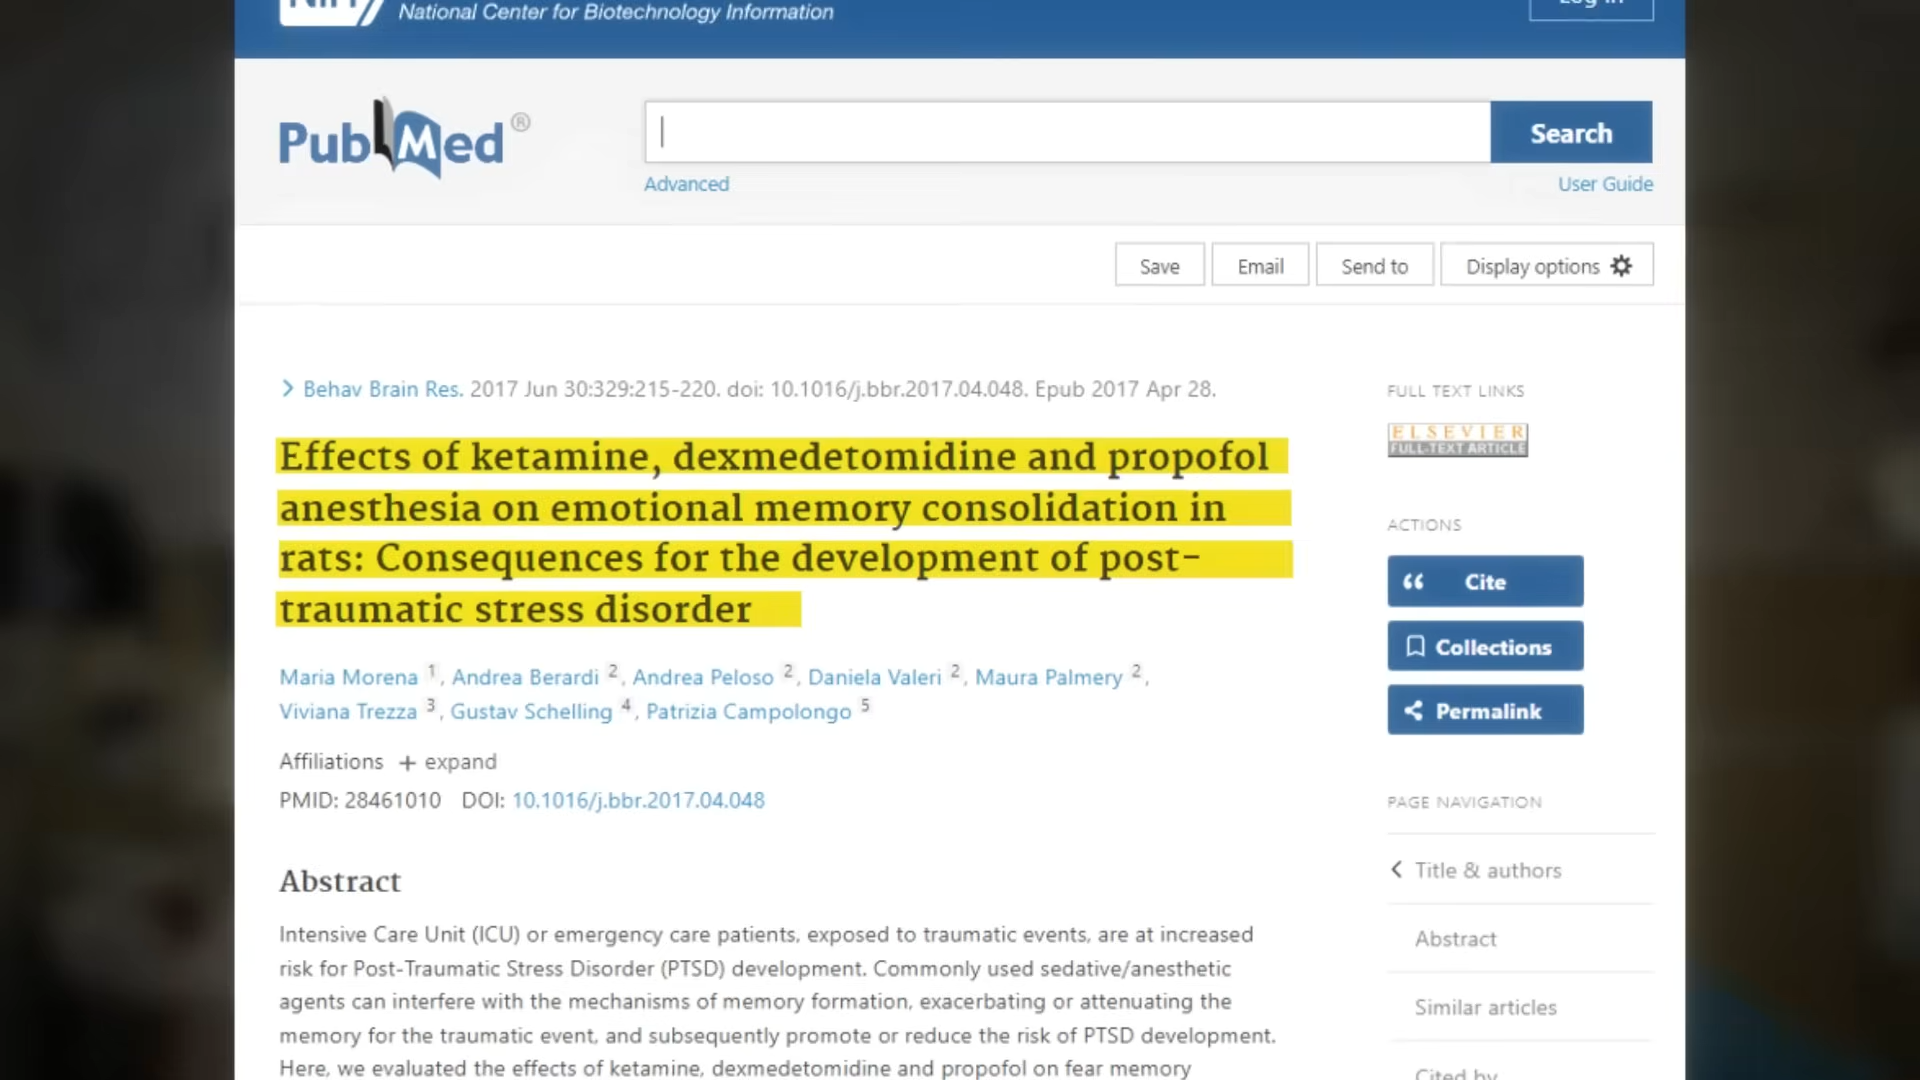 National Center for Biotechnology Information
PubMed®
Search
Advanced
User Guide
Save
Email
Send to
Display options
Behav Brain Res. 2017 Jun 30:329:215-220. doi: 10.1016/j.bbr.2017.04.048. Epub 2017 Apr 28.
Effects of ketamine, dexmedetomidine and propofol
anesthesia on emotional memory consolidation in
rats: Consequences for the development of post-
traumatic stress disorder
Maria Morena 1, Andrea Berardi 2, Andrea Peloso 2, Daniela Valeri 2, Maura Palmery 2,
Viviana Trezza 3, Gustav Schelling 4, Patrizia Campolongo 5
Affiliations + expand
PMID: 28461010 DOI: 10.1016/j.bbr.2017.04.048
Abstract
Intensive Care Unit (ICU) or emergency care patients, exposed to traumatic events, are at increased
risk for Post-Traumatic Stress Disorder (PTSD) development. Commonly used sedative/anesthetic
agents can interfere with the mechanisms of memory formation, exacerbating or attenuating the
memory for the traumatic event, and subsequently promote or reduce the risk of PTSD development.
Here, we evaluated the effects of ketamine, dexmedetomidine and propofol on fear memory
FULL TEXT LINKS
ELSEVIER
FULL-TEXT ARTICLE
ACTIONS
Cite
Collections
Permalink
PAGE NAVIGATION
Title & authors
Abstract
Similar articles
Cited by